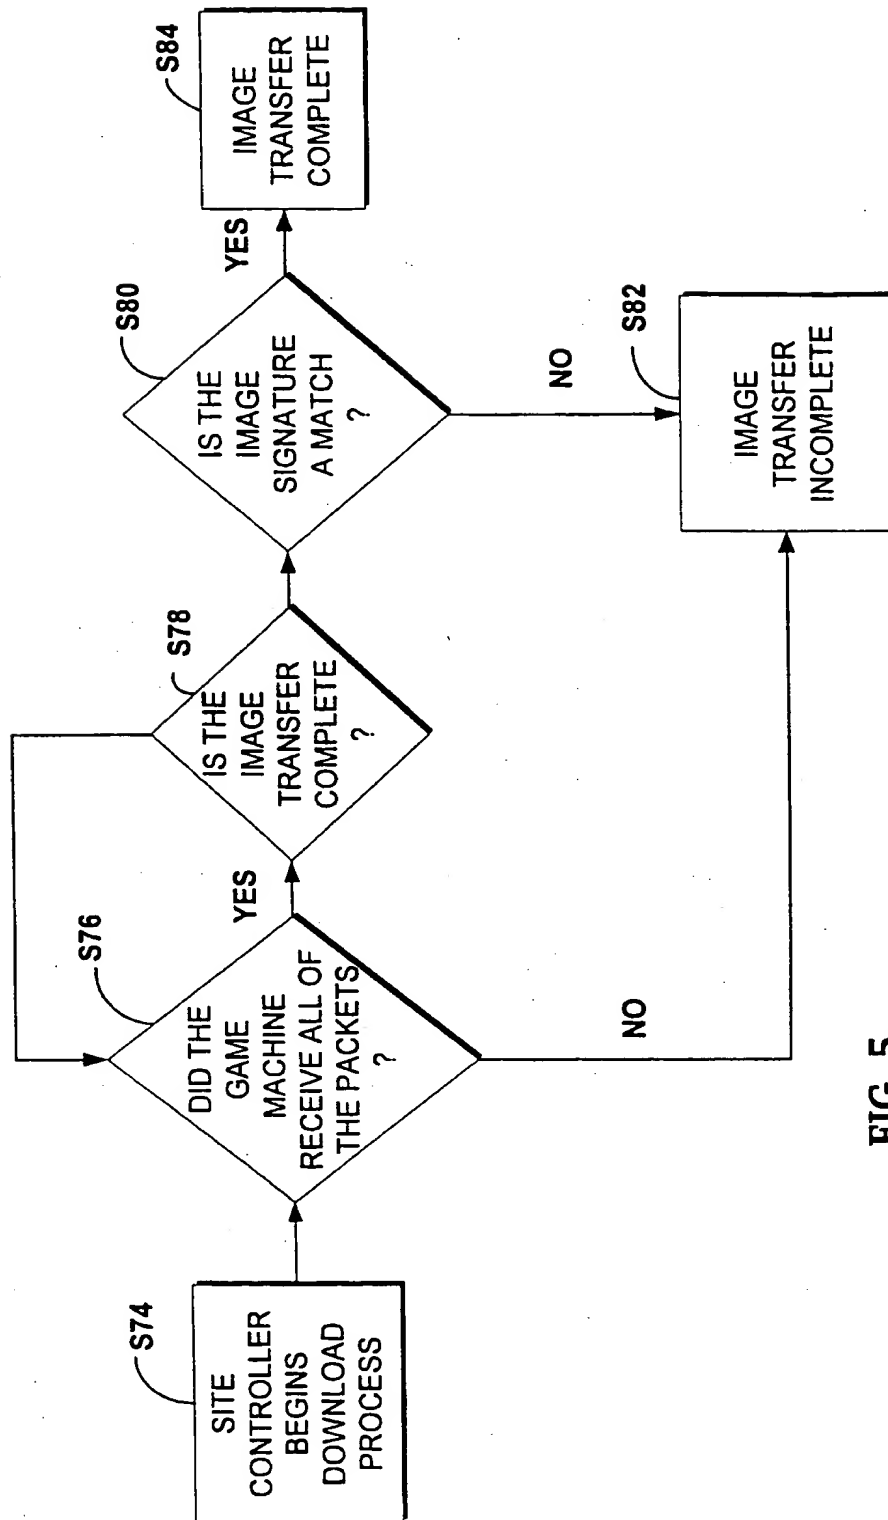 S74
SITE
CONTROLLER
BEGINS
DOWNLOAD
PROCESS
S76
DID THE
GAME
MACHINE
RECEIVE ALL OF
THE PACKETS
?
YES
NO
S78
IS THE
IMAGE
TRANSFER
COMPLETE
?
S80
IS THE
IMAGE
SIGNATURE
A MATCH
?
YES
NO
S84
IMAGE
TRANSFER
COMPLETE
S82
IMAGE
TRANSFER
INCOMPLETE
FIG. 5